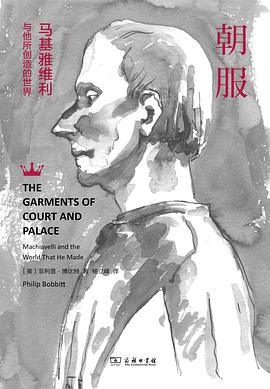 朝服
马基雅维利
与他所创造的世界
THE
GARMENTS OF
COURT AND
PALACE
Machiavelli and the
World That He Made
[英] 菲利普·博比特 著 杨立峰 译
Philip Bobbitt
商务印书馆
The Commercial Press